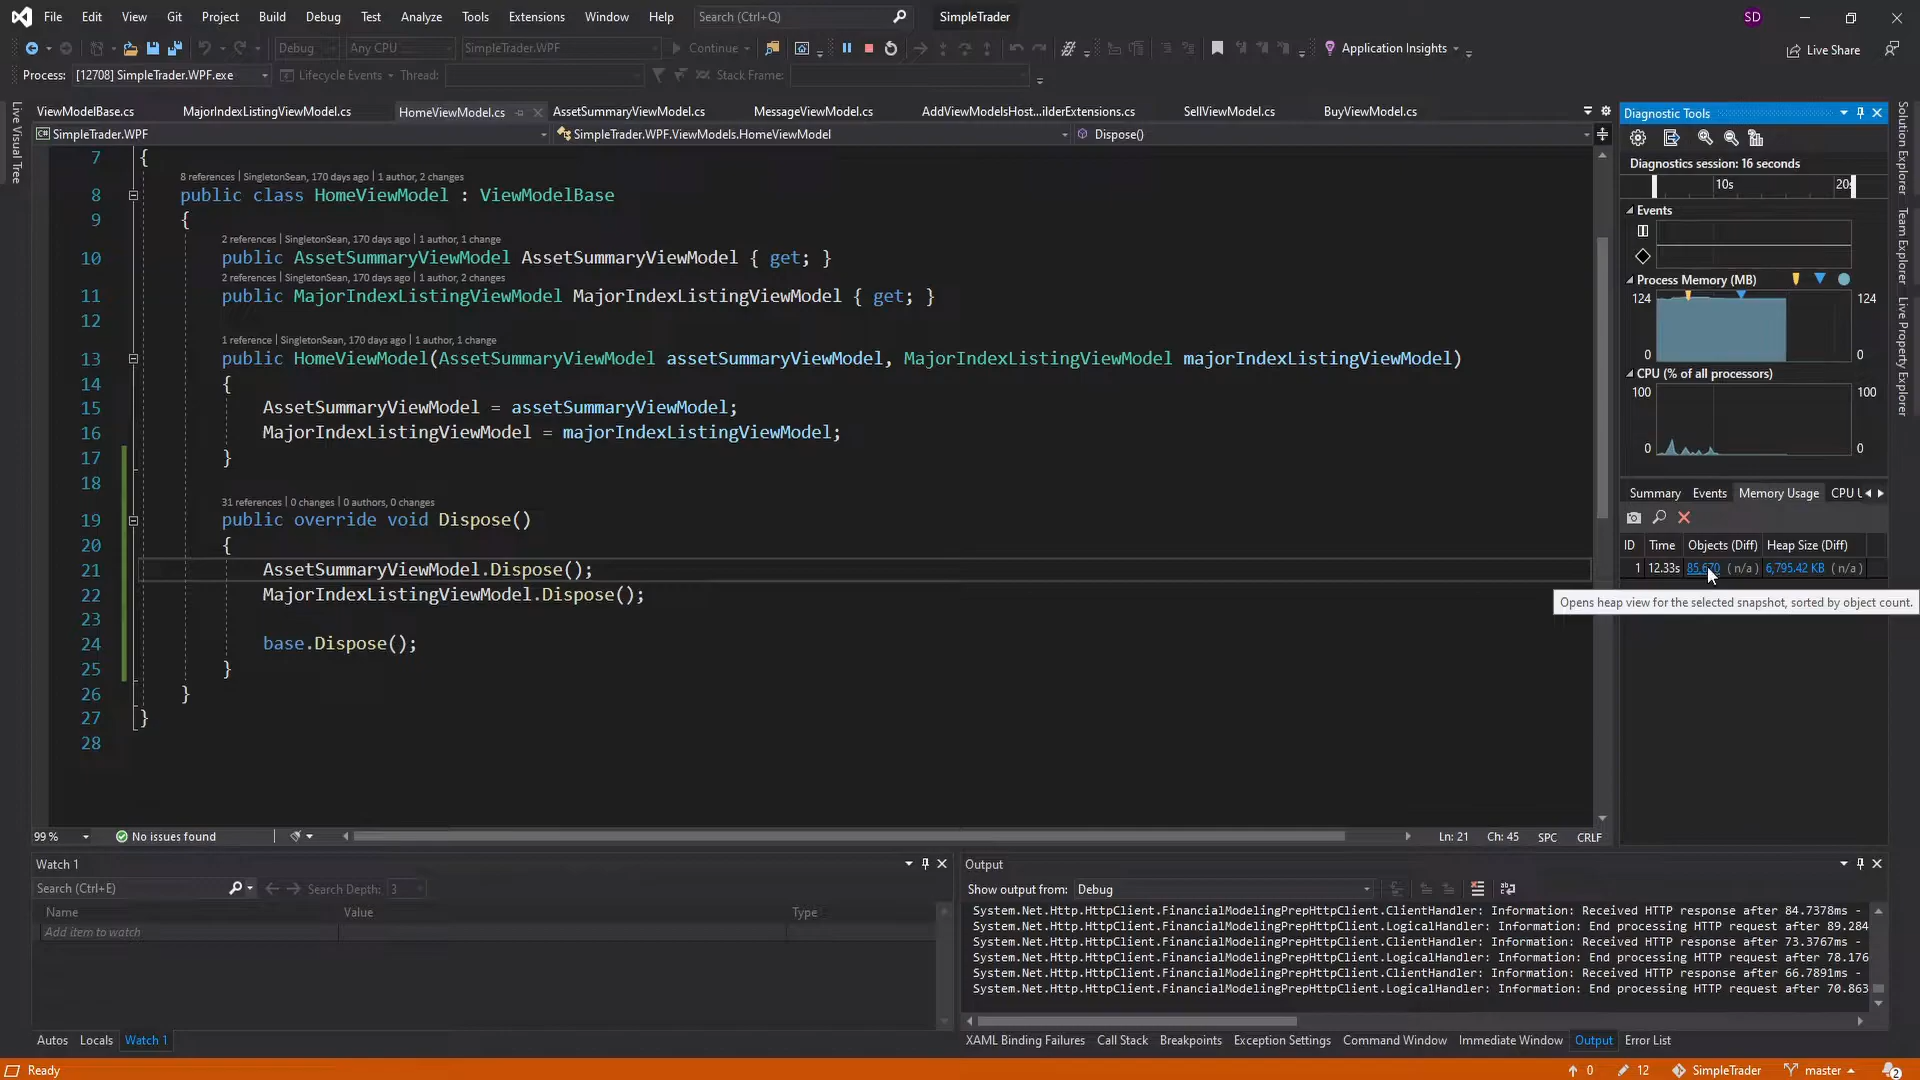 File Edit View Git Project Build Debug Test Analyze Tools Extensions Window Help Search (Ctrl+Q) SimpleTrader SD
Debug Any CPU SimpleTrader.WPF Continue Application Insights Live Share
Process: [12708] SimpleTrader.WPF.exe Lifecycle Events Thread: Stack Frame:
Live Visual Tree
ViewModelBase.cs MajorIndexListingViewModel.cs HomeViewModel.cs AssetSummaryViewModel.cs MessageViewModel.cs AddViewModelsHost...ilderExtensions.cs SellViewModel.cs BuyViewModel.cs
SimpleTrader.WPF SimpleTrader.WPF.ViewModels.HomeViewModel Dispose()
7 {
8 references | SingletonSean, 170 days ago | 1 author, 2 changes
8 public class HomeViewModel : ViewModelBase
9 {
2 references | SingletonSean, 170 days ago | 1 author, 1 change
10 public AssetSummaryViewModel AssetSummaryViewModel { get; }
2 references | SingletonSean, 170 days ago | 1 author, 2 changes
11 public MajorIndexListingViewModel MajorIndexListingViewModel { get; }
12
1 reference | SingletonSean, 170 days ago | 1 author, 1 change
13 public HomeViewModel(AssetSummaryViewModel assetSummaryViewModel, MajorIndexListingViewModel majorIndexListingViewModel)
14 {
15 AssetSummaryViewModel = assetSummaryViewModel;
16 MajorIndexListingViewModel = majorIndexListingViewModel;
17 }
18
31 references | 0 changes | 0 authors, 0 changes
19 public override void Dispose()
20 {
21 AssetSummaryViewModel.Dispose();
22 MajorIndexListingViewModel.Dispose();
23
24 base.Dispose();
25 }
26 }
27 }
28
99 % No issues found Ln: 21 Ch: 45 SPC CRLF
Diagnostic Tools
Diagnostics session: 16 seconds
10s 20s
Events
Process Memory (MB)
124 124
0 0
CPU (% of all processors)
100 100
0 0
Summary Events Memory Usage CPU U
ID Time Objects (Diff) Heap Size (Diff)
1 12.33s 85,670 ( n/a ) 6,795.42 KB ( n/a )
Opens heap view for the selected snapshot, sorted by object count.
Solution Explorer
Team Explorer
Live Property Explorer
Watch 1
Search (Ctrl+E) Search Depth: 3
Name Value Type
Add item to watch
Autos Locals Watch 1
Output
Show output from: Debug
System.Net.Http.HttpClient.FinancialModelingPrepHttpClient.ClientHandler: Information: Received HTTP response after 84.7378ms -
System.Net.Http.HttpClient.FinancialModelingPrepHttpClient.LogicalHandler: Information: End processing HTTP request after 89.284
System.Net.Http.HttpClient.FinancialModelingPrepHttpClient.ClientHandler: Information: Received HTTP response after 73.3767ms -
System.Net.Http.HttpClient.FinancialModelingPrepHttpClient.LogicalHandler: Information: End processing HTTP request after 78.176
System.Net.Http.HttpClient.FinancialModelingPrepHttpClient.ClientHandler: Information: Received HTTP response after 66.7891ms -
System.Net.Http.HttpClient.FinancialModelingPrepHttpClient.LogicalHandler: Information: End processing HTTP request after 70.863
XAML Binding Failures Call Stack Breakpoints Exception Settings Command Window Immediate Window Output Error List
Ready 0 12 SimpleTrader master 2